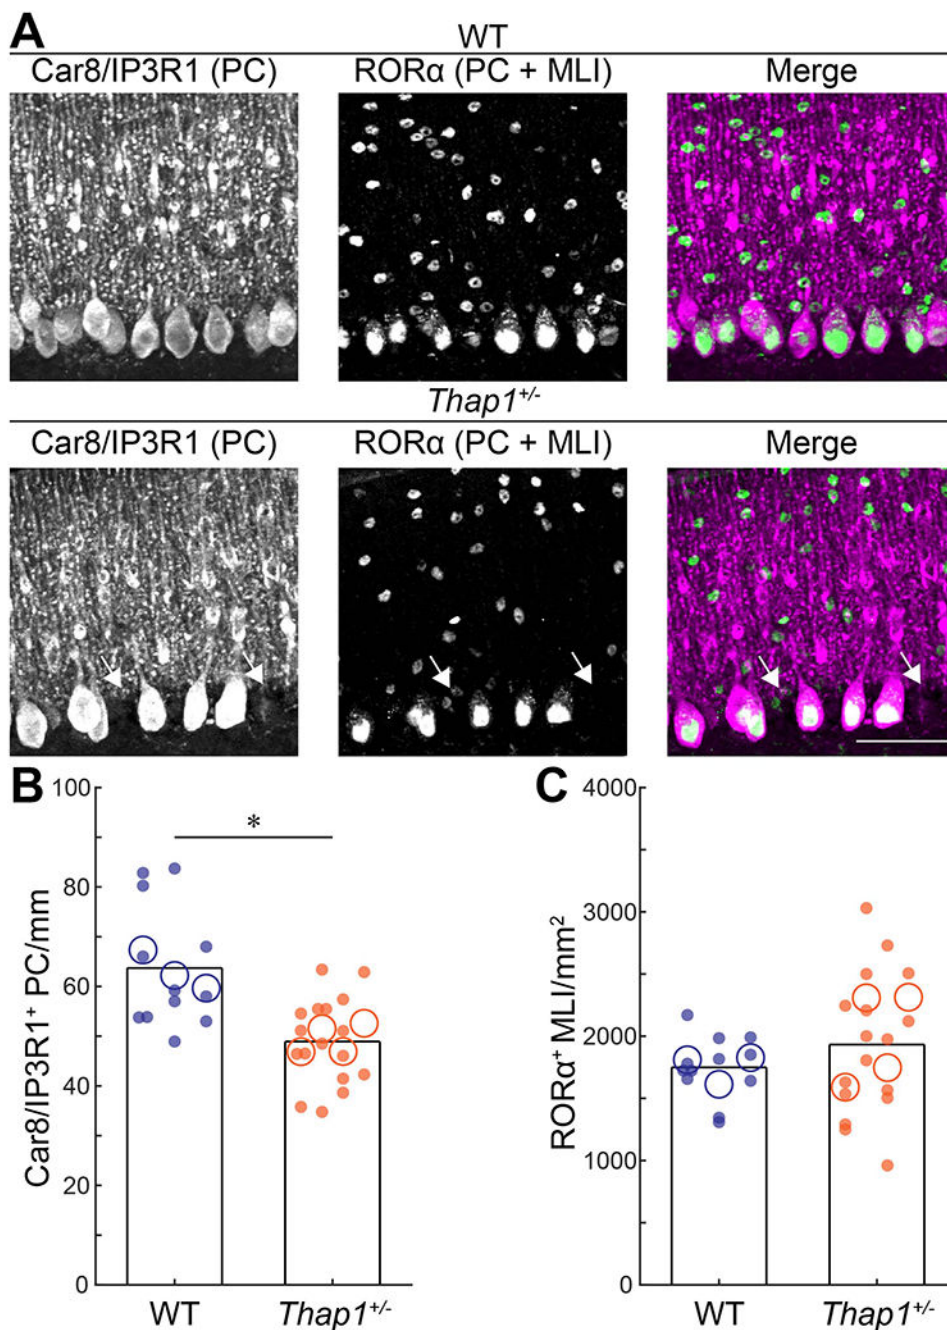 A
WT
Car8/IP3R1 (PC) RORα (PC + MLI) Merge
Thap1+/-
Car8/IP3R1 (PC) RORα (PC + MLI) Merge
B
Car8/IP3R1+ PC/mm
100
80
60
40
20
0
*
WT Thap1+/-
C
RORα+ MLI/mm2
4000
3000
2000
1000
0
WT Thap1+/-